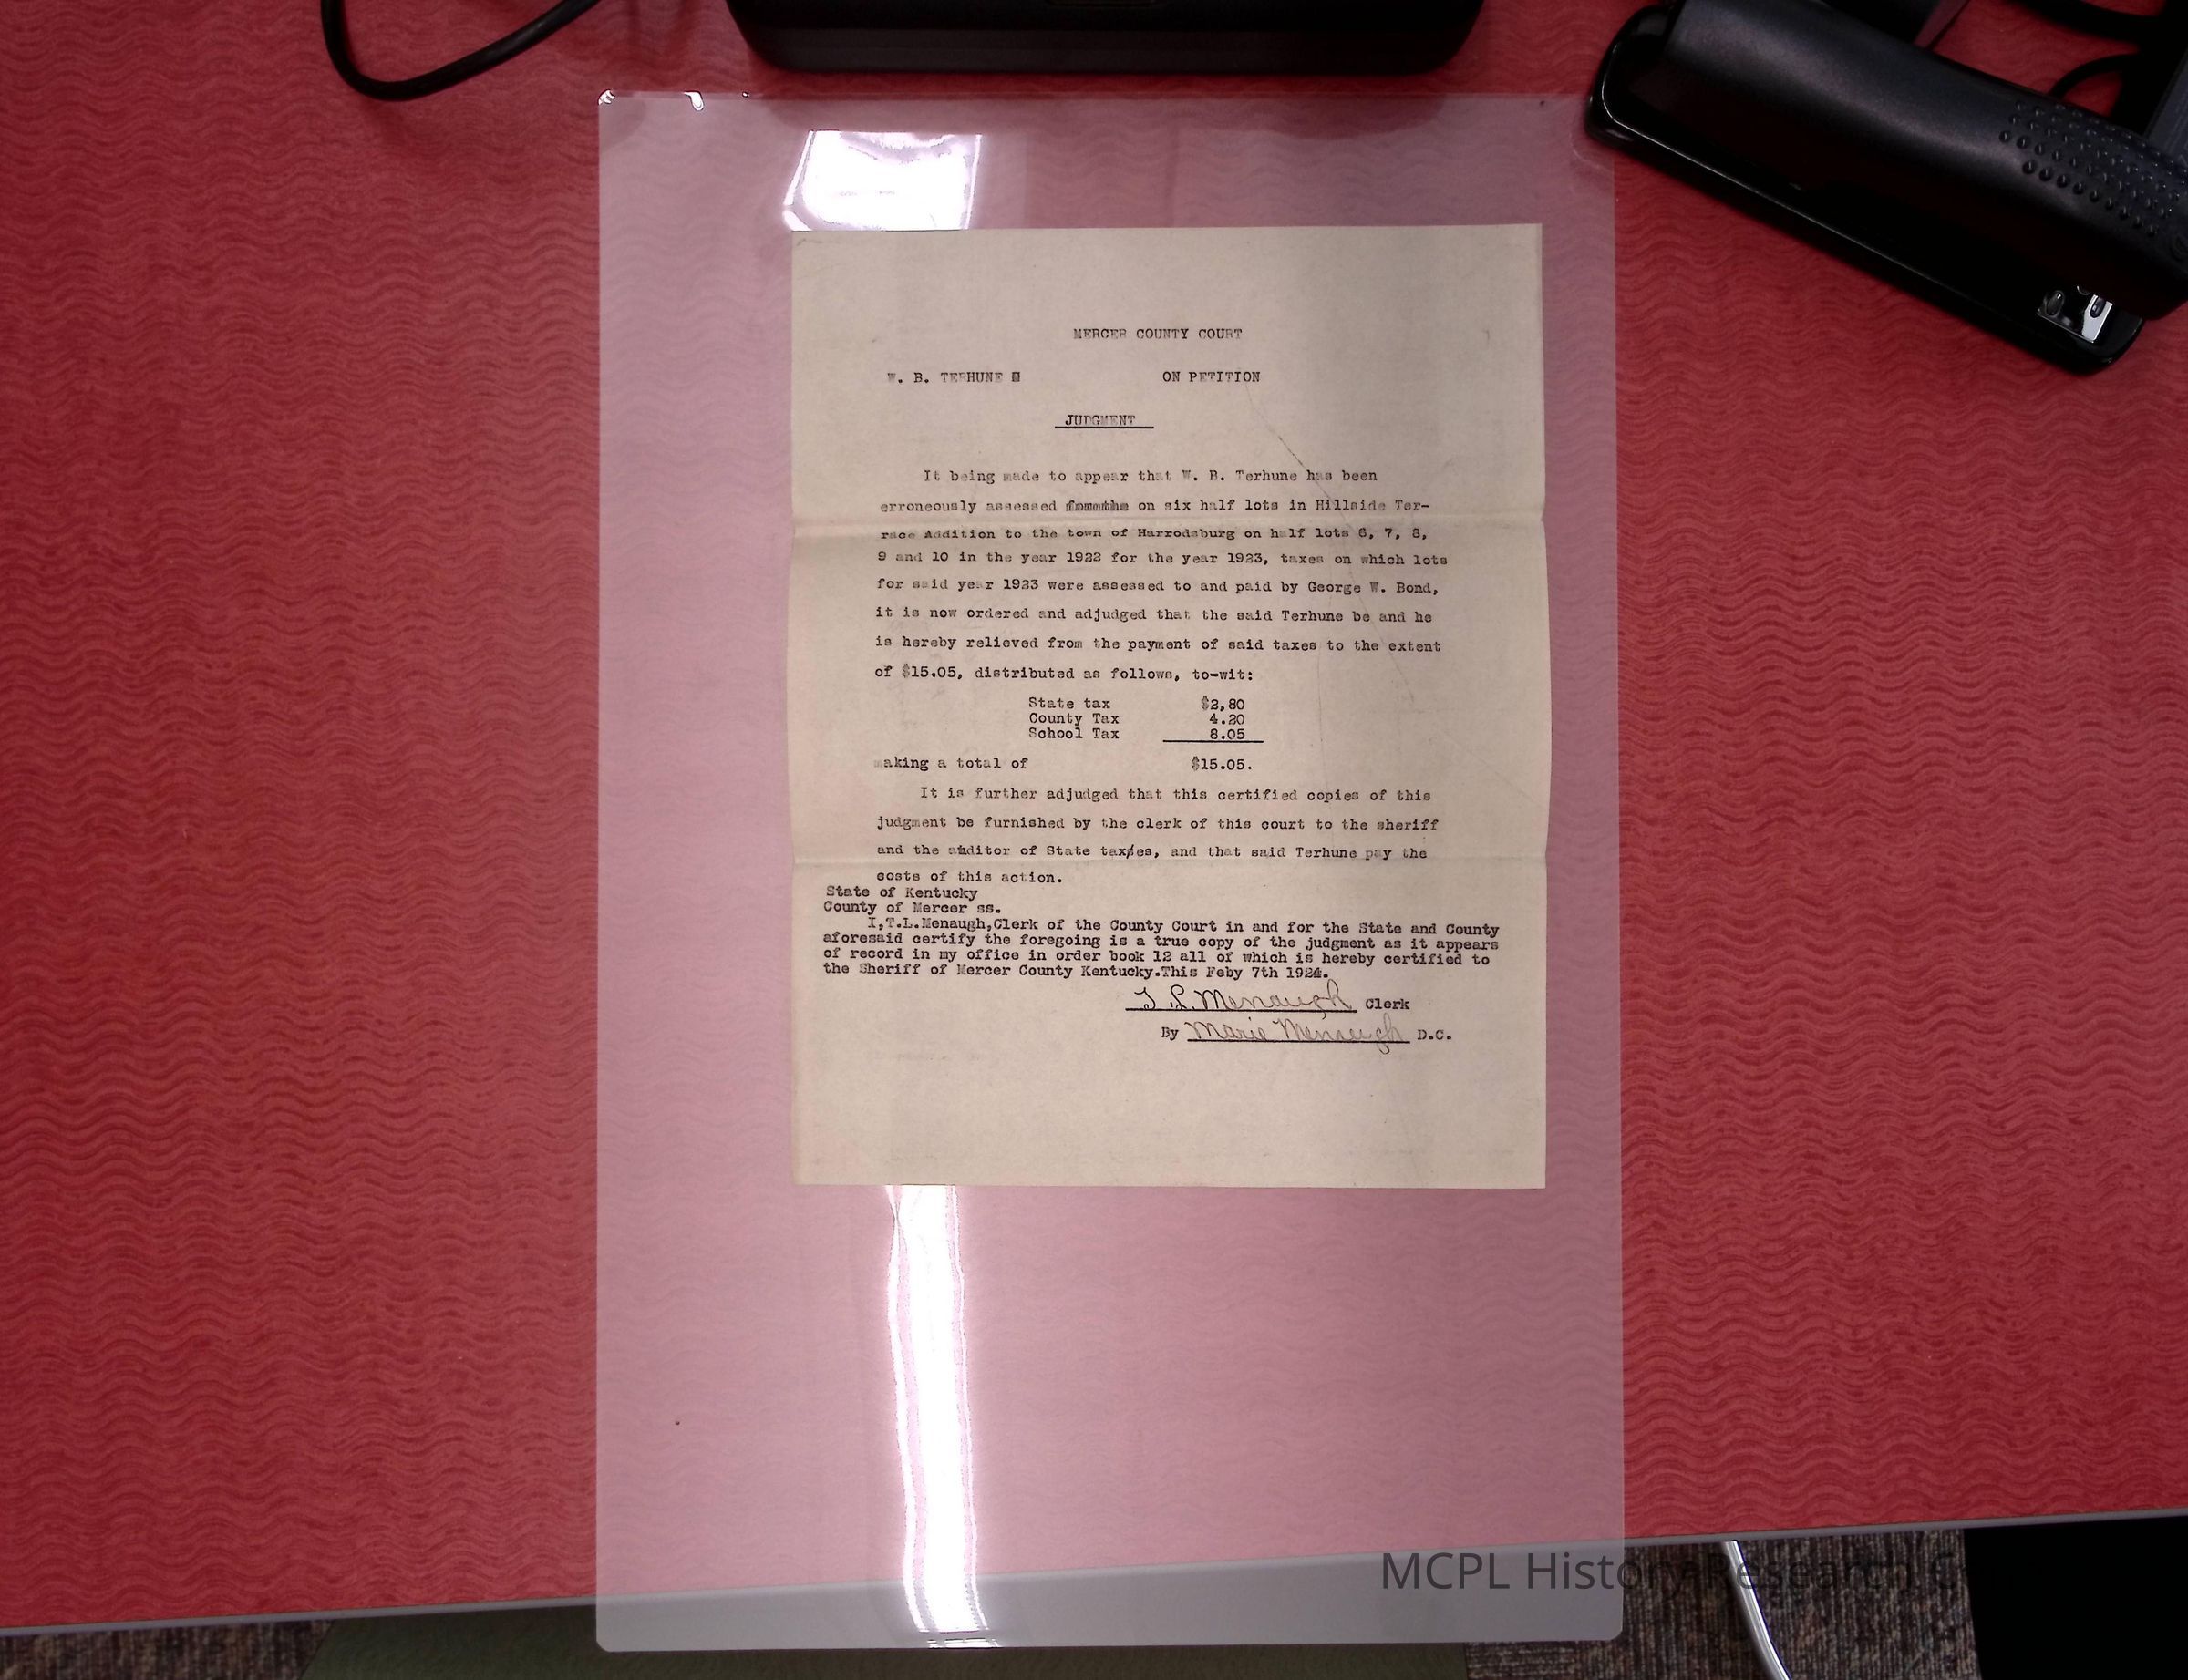 MERCER COUNTY COURT
W. B. TERHUNE ON PETITION
JUDGMENT
It being made to appear that W. B. Terhune has been
erroneously assessed on six half lots in Hillside Ter-
race Addition to the town of Harrodsburg on half lots 6, 7, 8,
9 and 10 in the year 1922 for the year 1923, taxes on which lots
for said year 1923 were assessed to and paid by George W. Bond,
it is now ordered and adjudged that the said Terhune be and he
is hereby relieved from the payment of said taxes to the extent
of $15.05, distributed as follows, to-wit:
State tax $2,80
County Tax 4.20
School Tax 8.05
making a total of $15.05.
It is further adjudged that this certified copies of this
judgment be furnished by the clerk of this court to the sheriff
and the auditor of State taxes, and that said Terhune pay the
costs of this action.
State of Kentucky
County of Mercer ss.
I,T.L.Menaugh,Clerk of the County Court in and for the State and County
aforesaid certify the foregoing is a true copy of the judgment as it appears
of record in my office in order book 12 all of which is hereby certified to
the Sheriff of Mercer County Kentucky.This Feby 7th 1924.
T. L. Menaugh Clerk
By Marie Menaugh D.C.
MCPL History Research